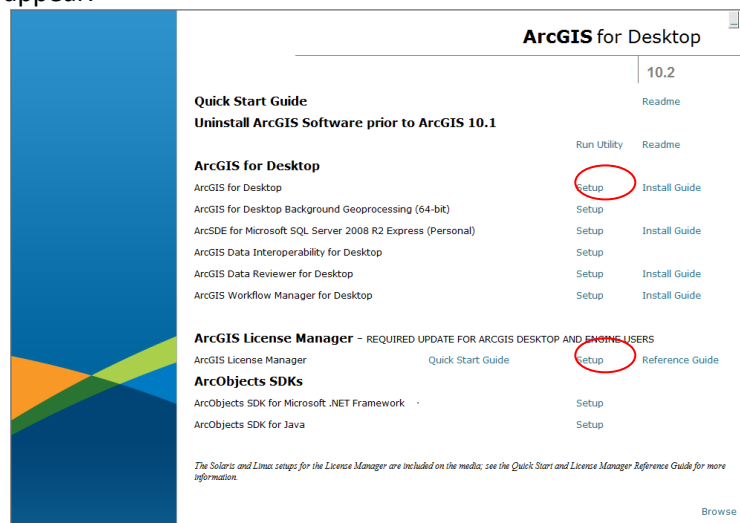 appear.
ArcGIS for Desktop
10.2
Quick Start Guide Readme
Uninstall ArcGIS Software prior to ArcGIS 10.1
Run Utility Readme
ArcGIS for Desktop
ArcGIS for Desktop Setup Install Guide
ArcGIS for Desktop Background Geoprocessing (64-bit) Setup
ArcSDE for Microsoft SQL Server 2008 R2 Express (Personal) Setup Install Guide
ArcGIS Data Interoperability for Desktop Setup
ArcGIS Data Reviewer for Desktop Setup Install Guide
ArcGIS Workflow Manager for Desktop Setup Install Guide
ArcGIS License Manager – REQUIRED UPDATE FOR ARCGIS DESKTOP AND ENGINE USERS
ArcGIS License Manager Quick Start Guide Setup Reference Guide
ArcObjects SDKs
ArcObjects SDK for Microsoft .NET Framework · Setup
ArcObjects SDK for Java Setup
The Solaris and Linux setups for the License Manager are included on the media; see the Quick Start and License Manager Reference Guide for more
information.
Browse